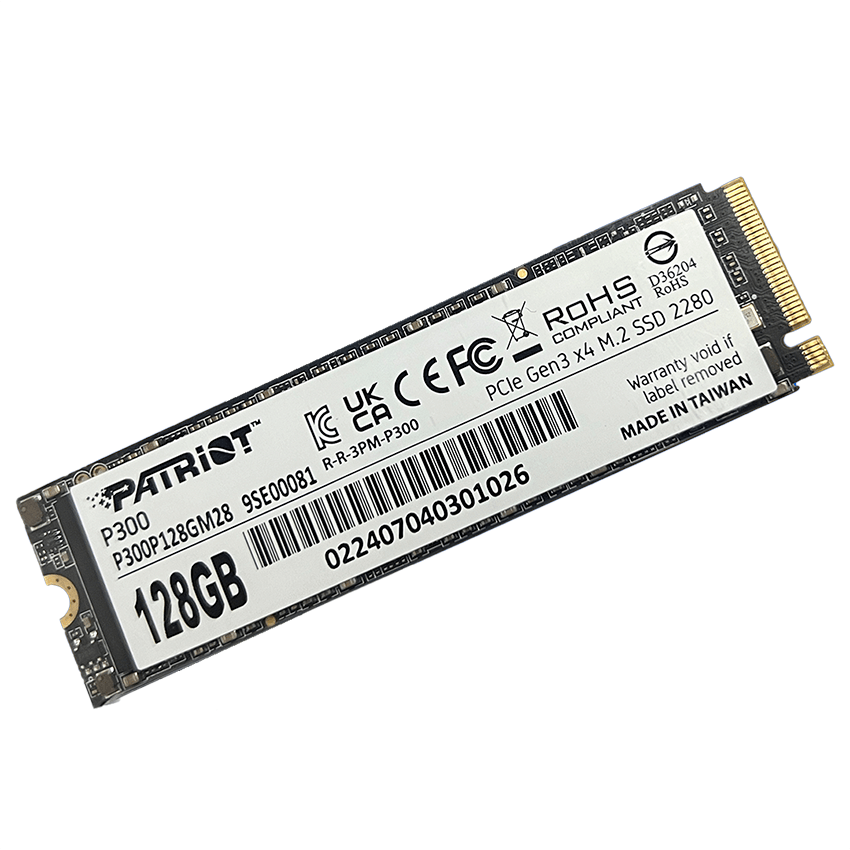 PATRIOT™
P300
P300P128GM28 9SE00081 R-R-3PM-P300
128GB
022407040301026
UK
CA
CE FC
RoHS
COMPLIANT
D36204
RoHS
PCIe Gen3 x4 M.2 SSD 2280
Warranty void if
label removed
MADE IN TAIWAN